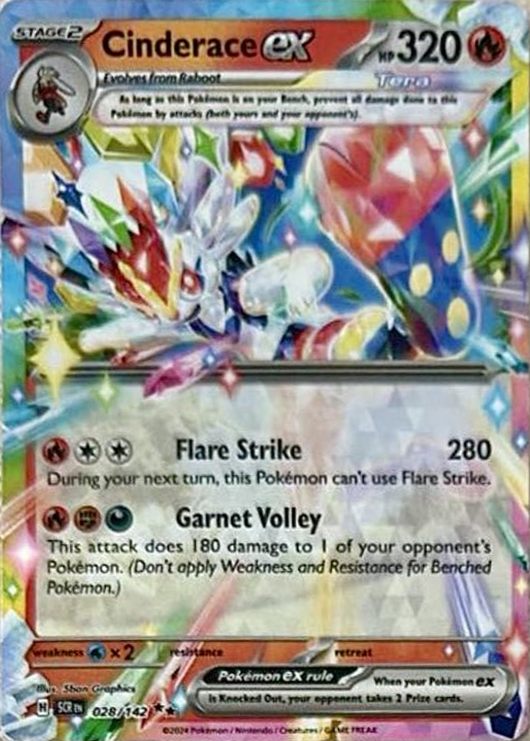 STAGE2 Cinderace ex HP 320
Evolves from Raboot
Tera
As long as this Pokémon is on your Bench, prevent all damage done to this
Pokémon by attacks (both yours and your opponent's).
Flare Strike 280
During your next turn, this Pokémon can't use Flare Strike.
Garnet Volley
This attack does 180 damage to 1 of your opponent's
Pokémon. (Don't apply Weakness and Resistance for Benched
Pokémon.)
weakness ×2 resistance retreat
Pokémon ex rule When your Pokémon ex
is Knocked Out, your opponent takes 2 Prize cards.
Illus. 5ban Graphics
H SCR EN 028/142 ★★
©2024 Pokémon / Nintendo / Creatures / GAME FREAK